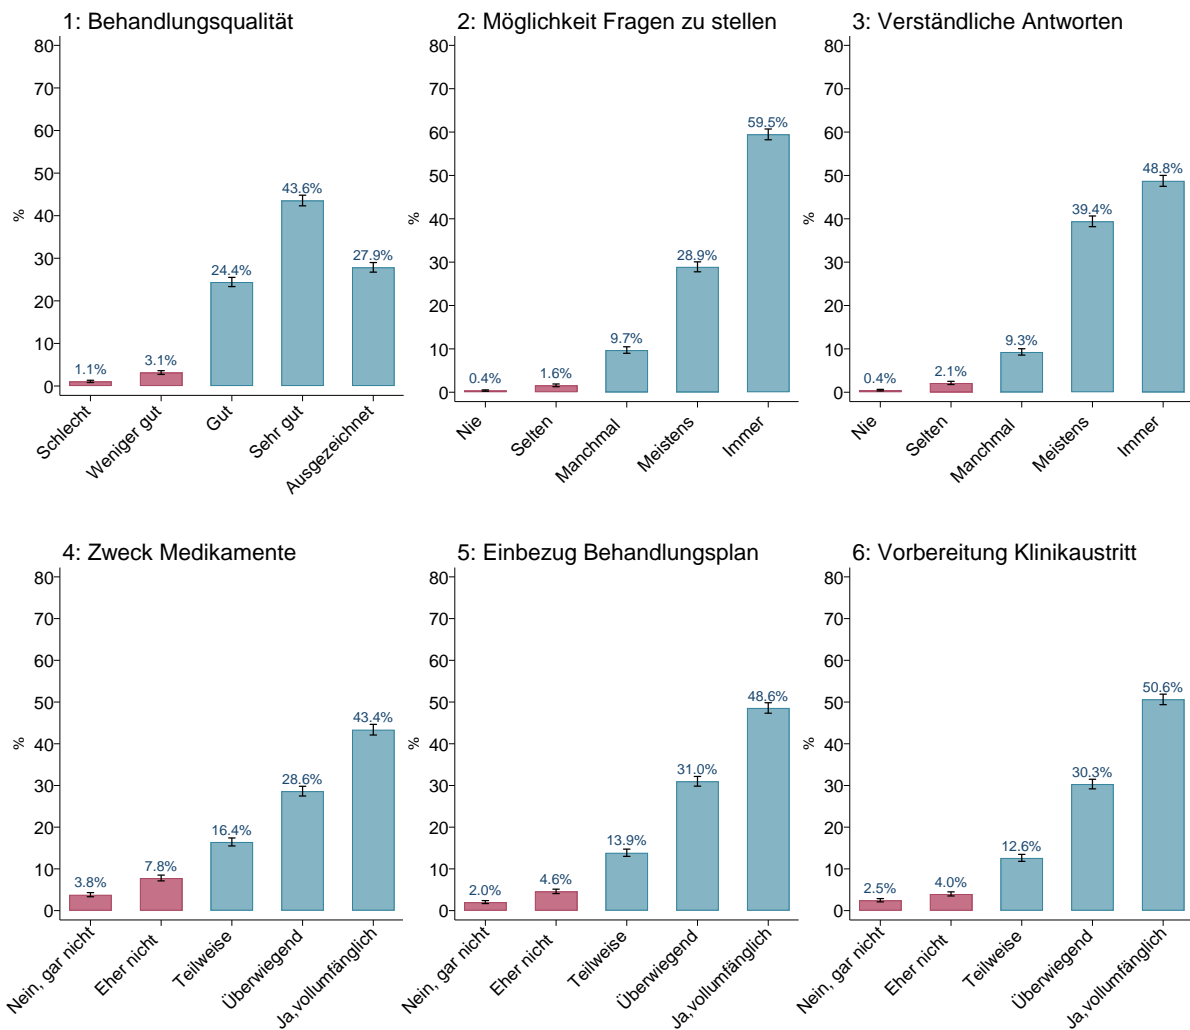 1: Behandlungsqualität
80
70
60
50
40
30
20
10
0
%
1.1%
3.1%
24.4%
43.6%
27.9%
Schlecht
Weniger gut
Gut
Sehr gut
Ausgezeichnet
2: Möglichkeit Fragen zu stellen
80
70
60
50
40
30
20
10
0
%
0.4%
1.6%
9.7%
28.9%
59.5%
Nie
Selten
Manchmal
Meistens
Immer
3: Verständliche Antworten
80
70
60
50
40
30
20
10
0
%
0.4%
2.1%
9.3%
39.4%
48.8%
Nie
Selten
Manchmal
Meistens
Immer
4: Zweck Medikamente
80
70
60
50
40
30
20
10
0
%
3.8%
7.8%
16.4%
28.6%
43.4%
Nein, gar nicht
Eher nicht
Teilweise
Überwiegend
Ja,vollumfänglich
5: Einbezug Behandlungsplan
80
70
60
50
40
30
20
10
0
%
2.0%
4.6%
13.9%
31.0%
48.6%
Nein, gar nicht
Eher nicht
Teilweise
Überwiegend
Ja,vollumfänglich
6: Vorbereitung Klinikaustritt
80
70
60
50
40
30
20
10
0
%
2.5%
4.0%
12.6%
30.3%
50.6%
Nein, gar nicht
Eher nicht
Teilweise
Überwiegend
Ja,vollumfänglich